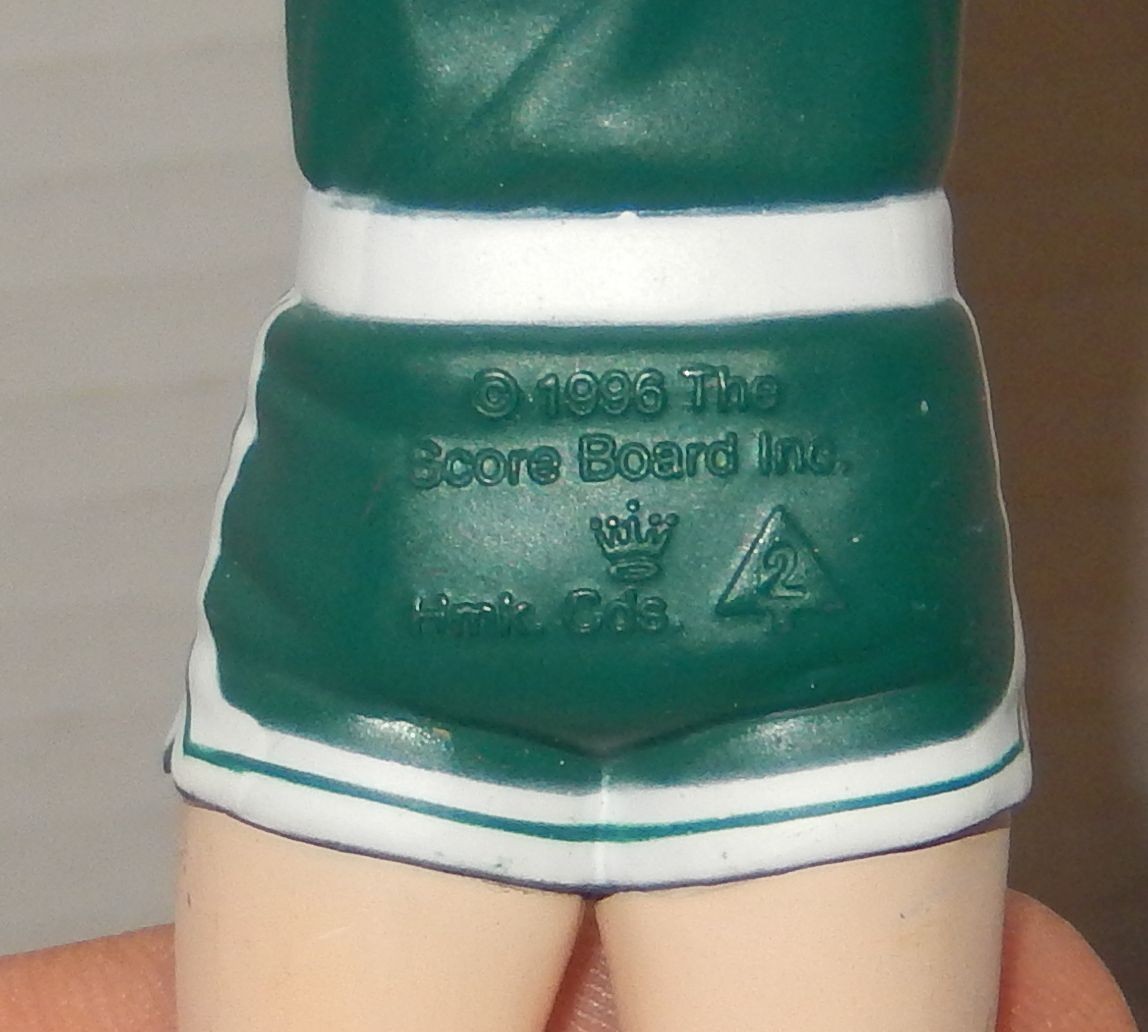 © 1996 The
Score Board Inc.
2
Hmk. Cds.